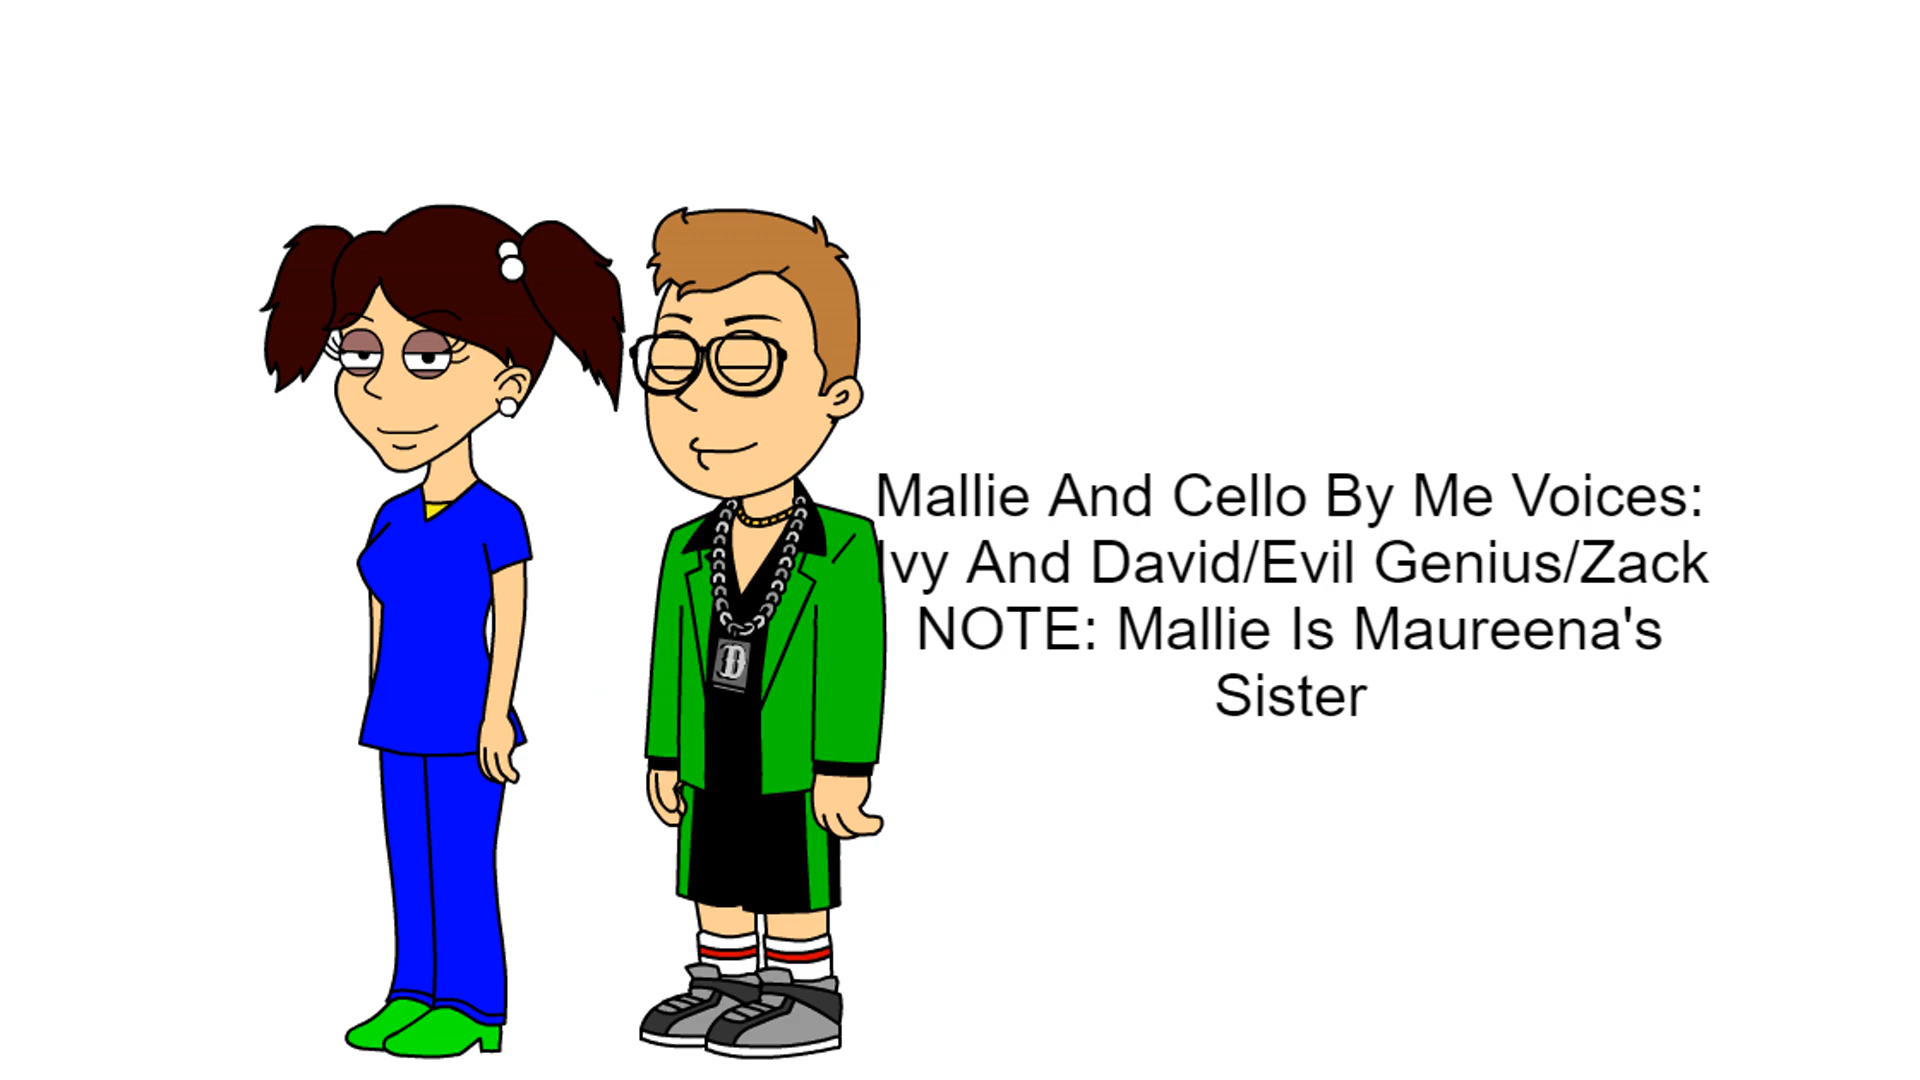 Mallie And Cello By Me Voices:
Ivy And David/Evil Genius/Zack
NOTE: Mallie Is Maureena's
Sister
D